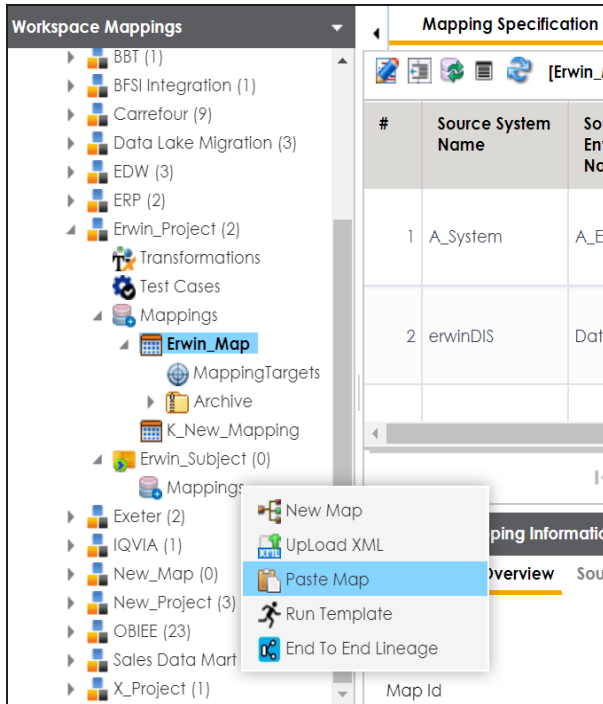 Workspace Mappings
BBT (1)
BFSI Integration (1)
Carrefour (9)
Data Lake Migration (3)
EDW (3)
ERP (2)
Erwin_Project (2)
Transformations
Test Cases
Mappings
Erwin_Map
MappingTargets
Archive
K_New_Mapping
Erwin_Subject (0)
Mappings
Exeter (2)
IQVIA (1)
New_Map (0)
New_Project (3)
OBIEE (23)
Sales Data Mart
X_Project (1)
New Map
UpLoad XML
Paste Map
Run Template
End To End Lineage
Mapping Specification
[Erwin_
# Source System Name So En Na
1 A_System A_E
2 erwinDIS Dat
ping Informatio
Overview Sou
Map Id